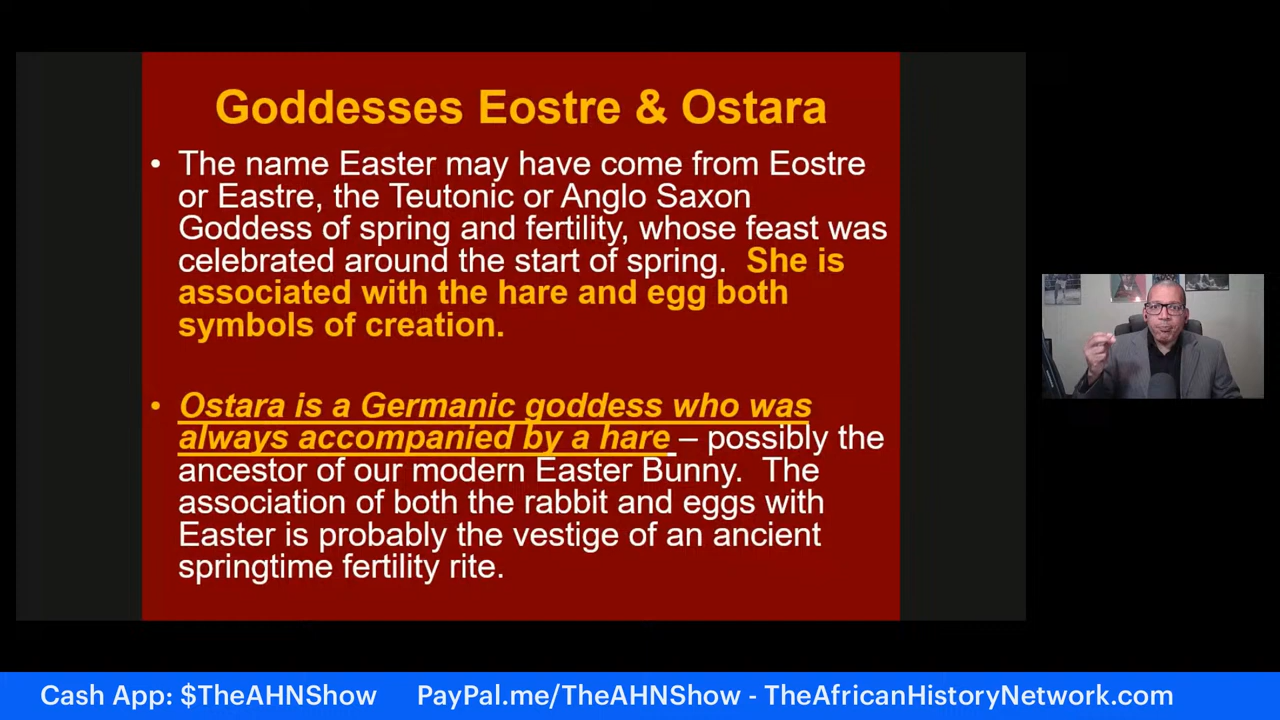 Goddesses Eostre & Ostara
• The name Easter may have come from Eostre
or Eastre, the Teutonic or Anglo Saxon
Goddess of spring and fertility, whose feast was
celebrated around the start of spring.  She is
associated with the hare and egg both
symbols of creation.
• Ostara is a Germanic goddess who was
always accompanied by a hare – possibly the
ancestor of our modern Easter Bunny.  The
association of both the rabbit and eggs with
Easter is probably the vestige of an ancient
springtime fertility rite.
Cash App: $TheAHNShow PayPal.me/TheAHNShow - TheAfricanHistoryNetwork.com